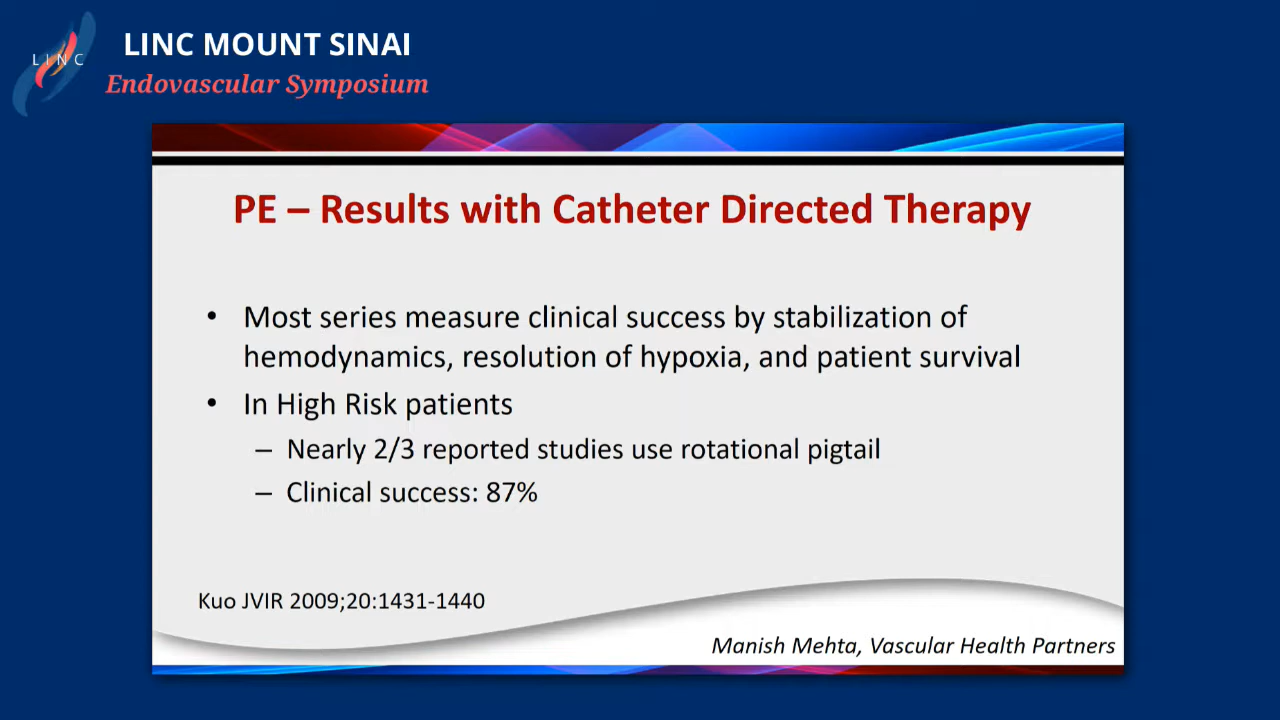 LINC
LINC MOUNT SINAI
Endovascular Symposium
PE – Results with Catheter Directed Therapy
• Most series measure clinical success by stabilization of
hemodynamics, resolution of hypoxia, and patient survival
• In High Risk patients
– Nearly 2/3 reported studies use rotational pigtail
– Clinical success: 87%
Kuo JVIR 2009;20:1431-1440
Manish Mehta, Vascular Health Partners